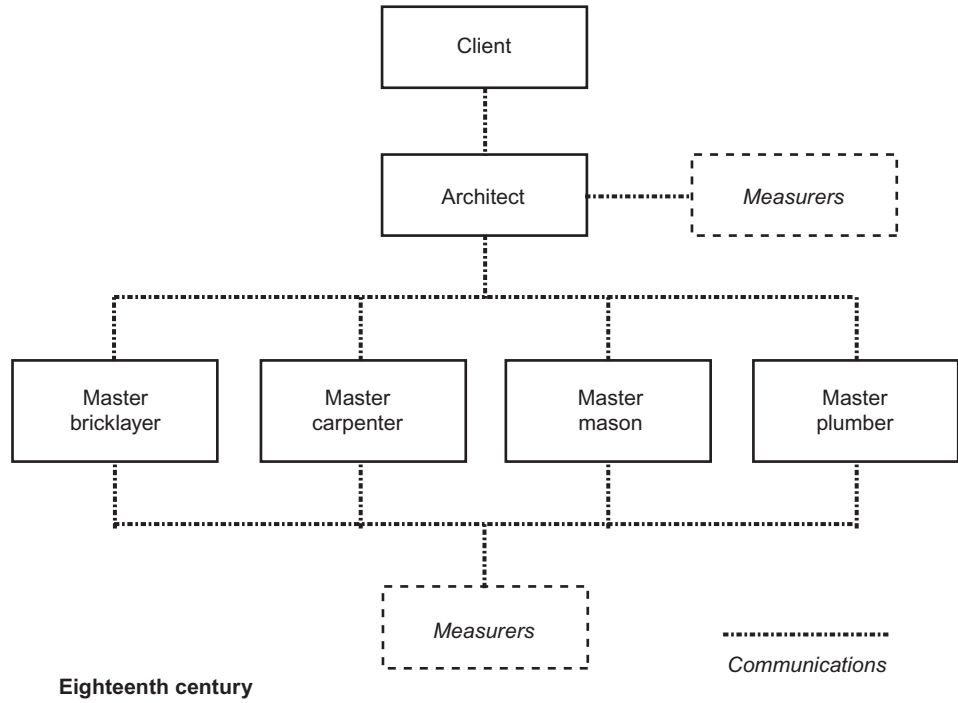 Client
Architect
Measurers
Master
bricklayer
Master
carpenter
Master
mason
Master
plumber
Measurers
Communications
Eighteenth century